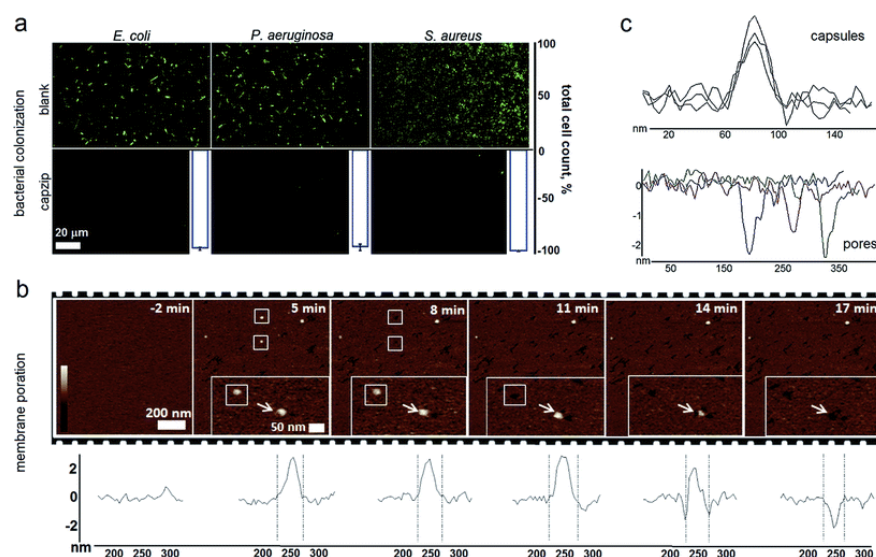 a
E. coli
P. aeruginosa
S. aureus
bacterial colonization
blank
capzip
20 μm
100
50
0
-50
-100
total cell count, %
c
capsules
nm
20
60
100
140
0
-1
-2
nm
pores
50
150
250
350
b
membrane poration
-2 min
5 min
8 min
11 min
14 min
17 min
200 nm
50 nm
2
0
-2
nm
200 250 300
200 250 300
200 250 300
200 250 300
200 250 300
200 250 300